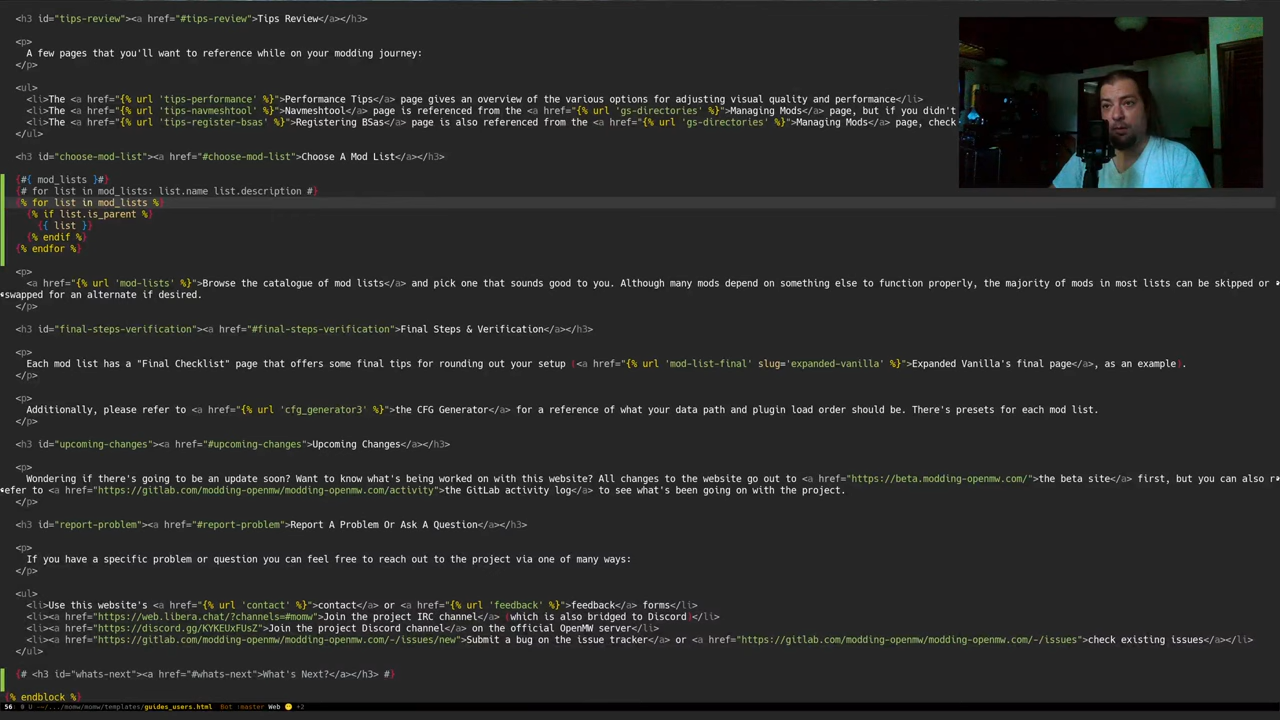 <h3 id="tips-review"><a href="#tips-review">Tips Review</a></h3>
<p>
A few pages that you'll want to reference while on your modding journey:
</p>
<ul>
<li>The <a href="{% url 'tips-performance' %}">Performance Tips</a> page gives an overview of the various options for adjusting visual quality and performance</li>
<li>The <a href="{% url 'tips-navmeshtool' %}">Navmeshtool</a> page is referenced from the <a href="{% url 'gs-directories' %}">Managing Mods</a> page, but if you didn't
<li>The <a href="{% url 'tips-register-bsas' %}">Registering BSAs</a> page is also referenced from the <a href="{% url 'gs-directories' %}">Managing Mods</a> page, check
</ul>
<h3 id="choose-mod-list"><a href="#choose-mod-list">Choose A Mod List</a></h3>
{#{ mod_lists }#}
{# for list in mod_lists: list.name list.description #}
{% for list in mod_lists %}
{% if list.is_parent %}
{{ list }}
{% endif %}
{% endfor %}
<p>
<a href="{% url 'mod-lists' %}">Browse the catalogue of mod lists</a> and pick one that sounds good to you. Although many mods depend on something else to function properly, the majority of mods in most lists can be skipped or
swapped for an alternate if desired.
</p>
<h3 id="final-steps-verification"><a href="#final-steps-verification">Final Steps & Verification</a></h3>
<p>
Each mod list has a "Final Checklist" page that offers some final tips for rounding out your setup (<a href="{% url 'mod-list-final' slug='expanded-vanilla' %}">Expanded Vanilla's final page</a>, as an example).
</p>
<p>
Additionally, please refer to <a href="{% url 'cfg_generator3' %}">the CFG Generator</a> for a reference of what your data path and plugin load order should be. There's presets for each mod list.
</p>
<h3 id="upcoming-changes"><a href="#upcoming-changes">Upcoming Changes</a></h3>
<p>
Wondering if there's going to be an update soon? Want to know what's being worked on with this website? All changes to the website go out to <a href="https://beta.modding-openmw.com/">the beta site</a> first, but you can also r
efer to <a href="https://gitlab.com/modding-openmw/modding-openmw.com/activity">the GitLab activity log</a> to see what's been going on with the project.
</p>
<h3 id="report-problem"><a href="#report-problem">Report A Problem Or Ask A Question</a></h3>
<p>
If you have a specific problem or question you can feel free to reach out to the project via one of many ways:
</p>
<ul>
<li>Use this website's <a href="{% url 'contact' %}">contact</a> or <a href="{% url 'feedback' %}">feedback</a> forms</li>
<li><a href="https://web.libera.chat/?channels=#momw">Join the project IRC channel</a> (which is also bridged to Discord)</li>
<li><a href="https://discord.gg/KYKEUxFUsZ">Join the project Discord channel</a> on the official OpenMW server</li>
<li><a href="https://gitlab.com/modding-openmw/modding-openmw.com/-/issues/new">Submit a bug on the issue tracker</a> or <a href="https://gitlab.com/modding-openmw/modding-openmw.com/-/issues">check existing issues</a></li>
</ul>
{# <h3 id="whats-next"><a href="#whats-next">What's Next?</a></h3> #}
{% endblock %}
56: 0 U -~/.../momw/momw/templates/guides_users.html Bot :master Web +2